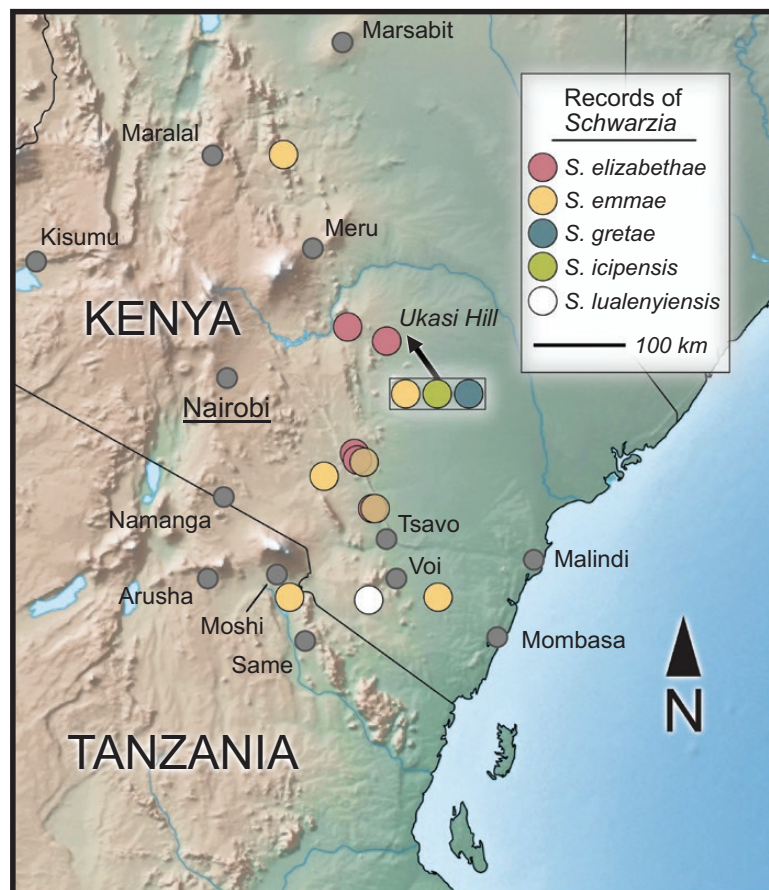 Marsabit
Records of
Schwarzia
Maralal
S. elizabethae
S. emmae
Meru
Kisumu
S. gretae
S. icipensis
S. lualenyiensis
KENYA
Ukasi Hill
100 km
Nairobi
Namanga
Tsavo
Malindi
Voi
Arusha
Moshi
Mombasa
Same
N
TANZANIA